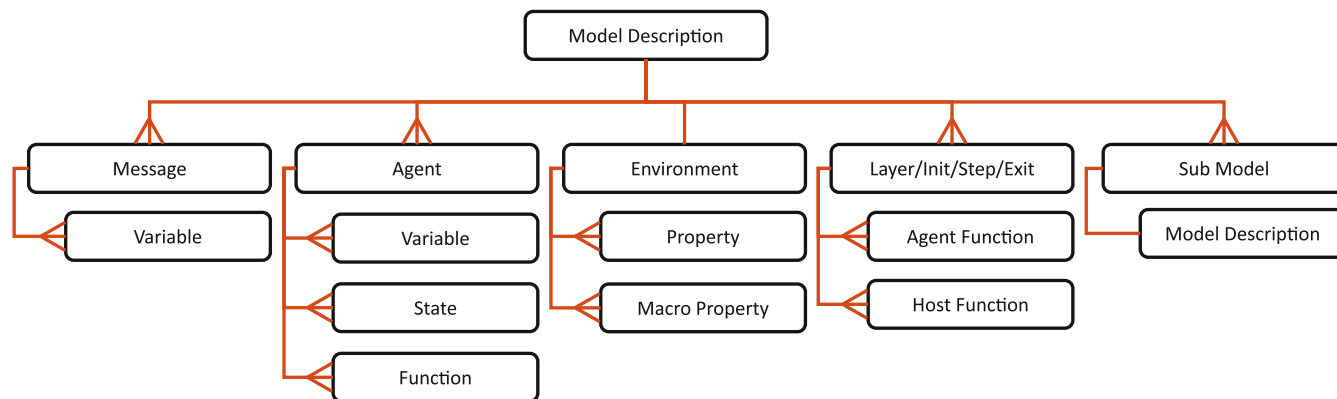 Model Description
Message
Agent
Environment
Layer/Init/Step/Exit
Sub Model
Variable
Variable
Property
Agent Function
Model Description
State
Macro Property
Host Function
Function